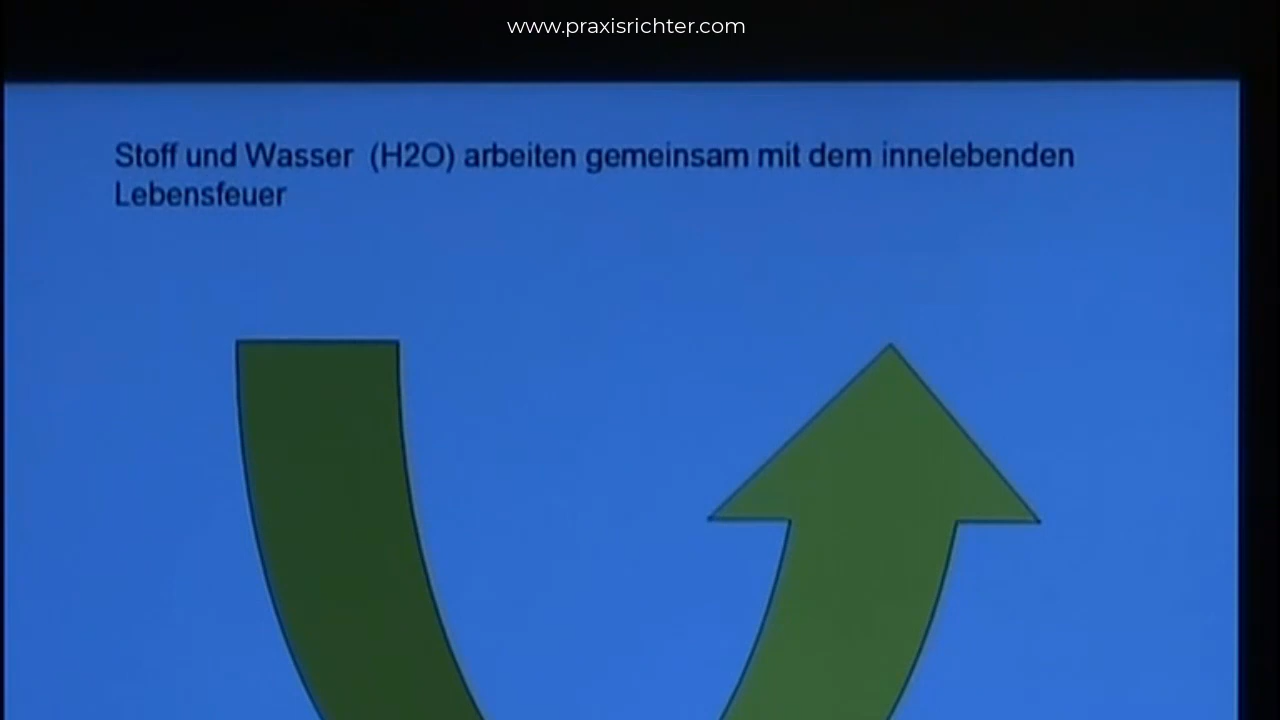 www.praxisrichter.com
Stoff und Wasser (H2O) arbeiten gemeinsam mit dem innelebenden
Lebensfeuer